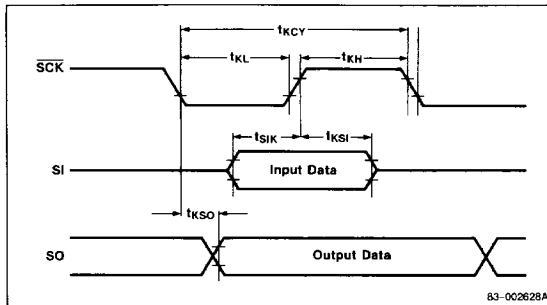 tKCY
tKL
tKH
SCK
tSIK
tKSI
SI
Input Data
tKSO
SO
Output Data
83-002628A